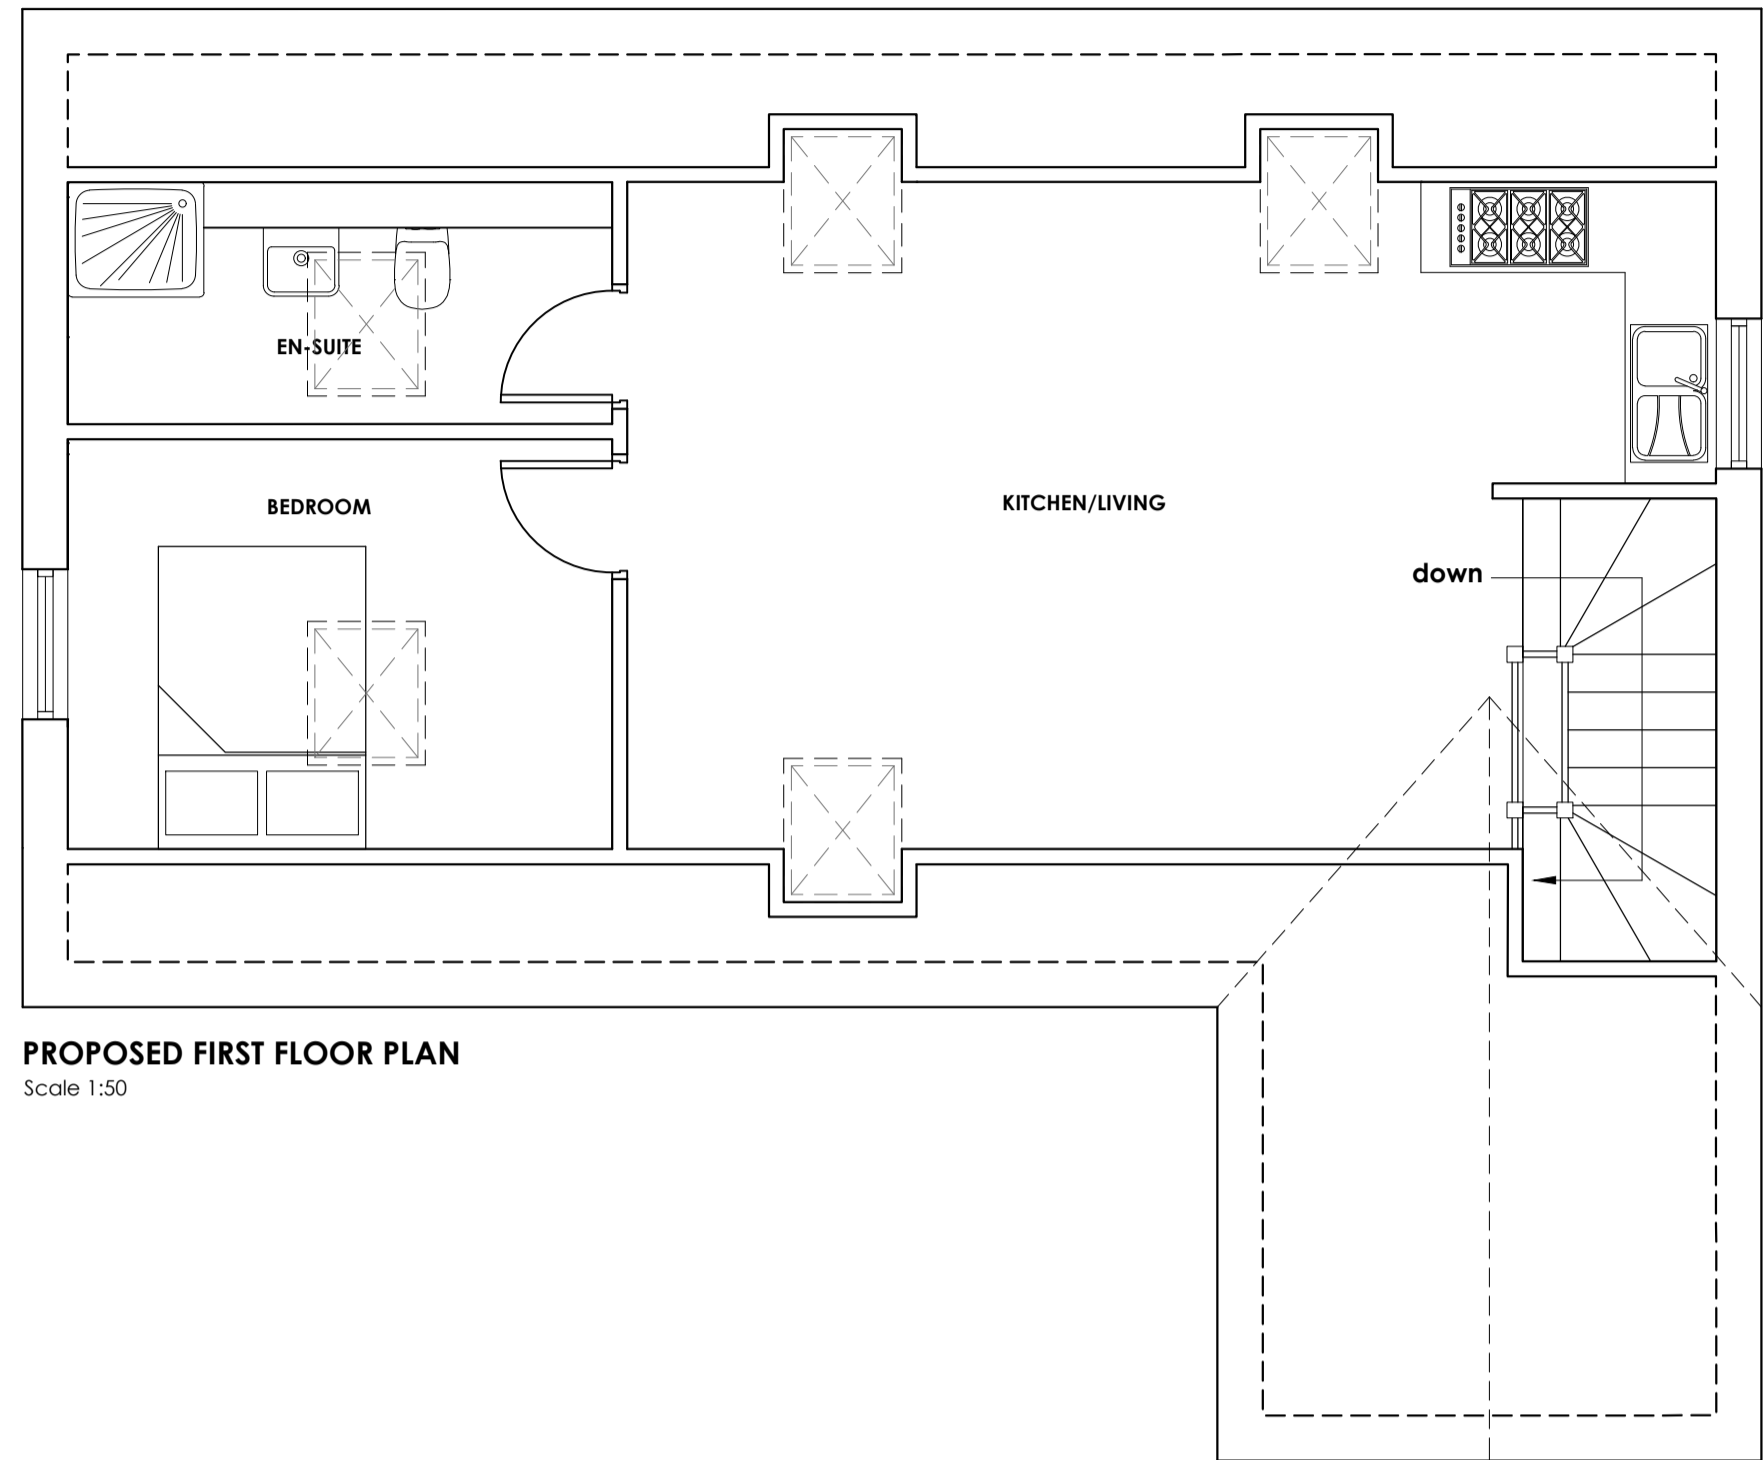 EN-SUITE
BEDROOM
KITCHEN/LIVING
down
PROPOSED FIRST FLOOR PLAN
Scale 1:50